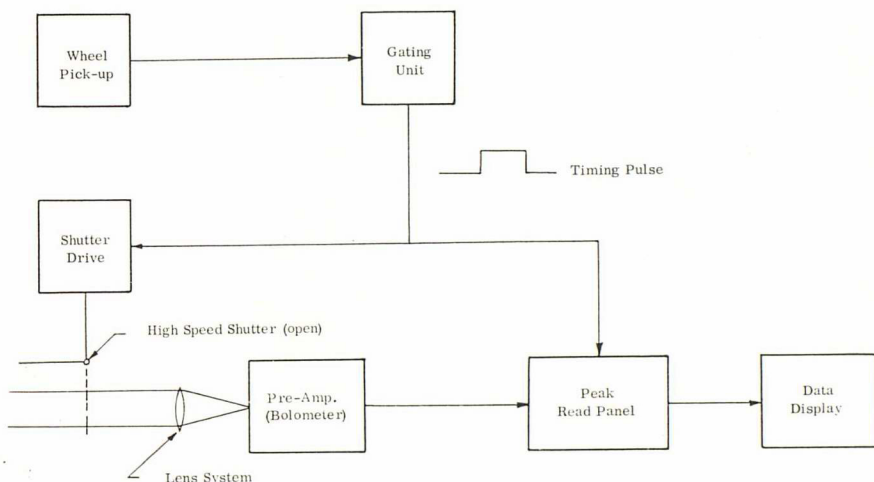 Wheel
Pick-up
Gating
Unit
Timing Pulse
Shutter
Drive
High Speed Shutter (open)
Pre-Amp.
(Bolometer)
Peak
Read Panel
Data
Display
Lens System